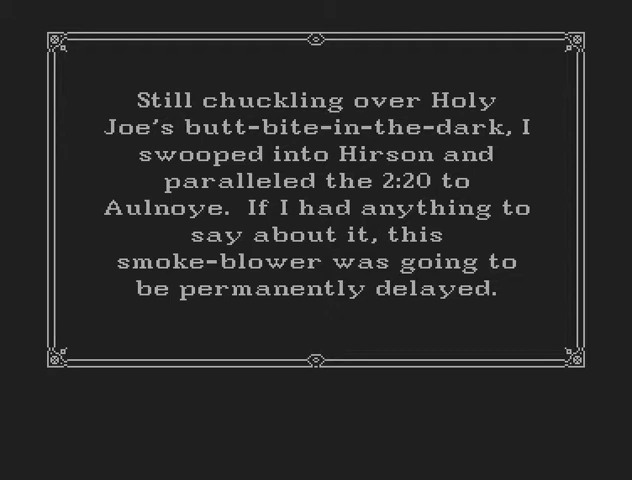 Still chuckling over Holy
Joe's butt-bite-in-the-dark, I
swooped into Hirson and
paralleled the 2:20 to
Aulnoye.  If I had anything to
say about it, this
smoke-blower was going to
be permanently delayed.